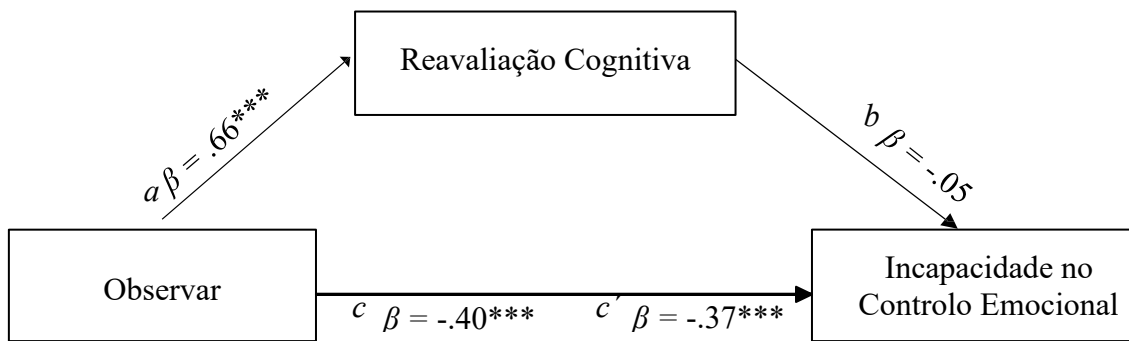 Reavaliação Cognitiva
a β = .66***
b β = -.05
Observar
Incapacidade no
Controlo Emocional
c β = -.40*** c´ β = -.37***